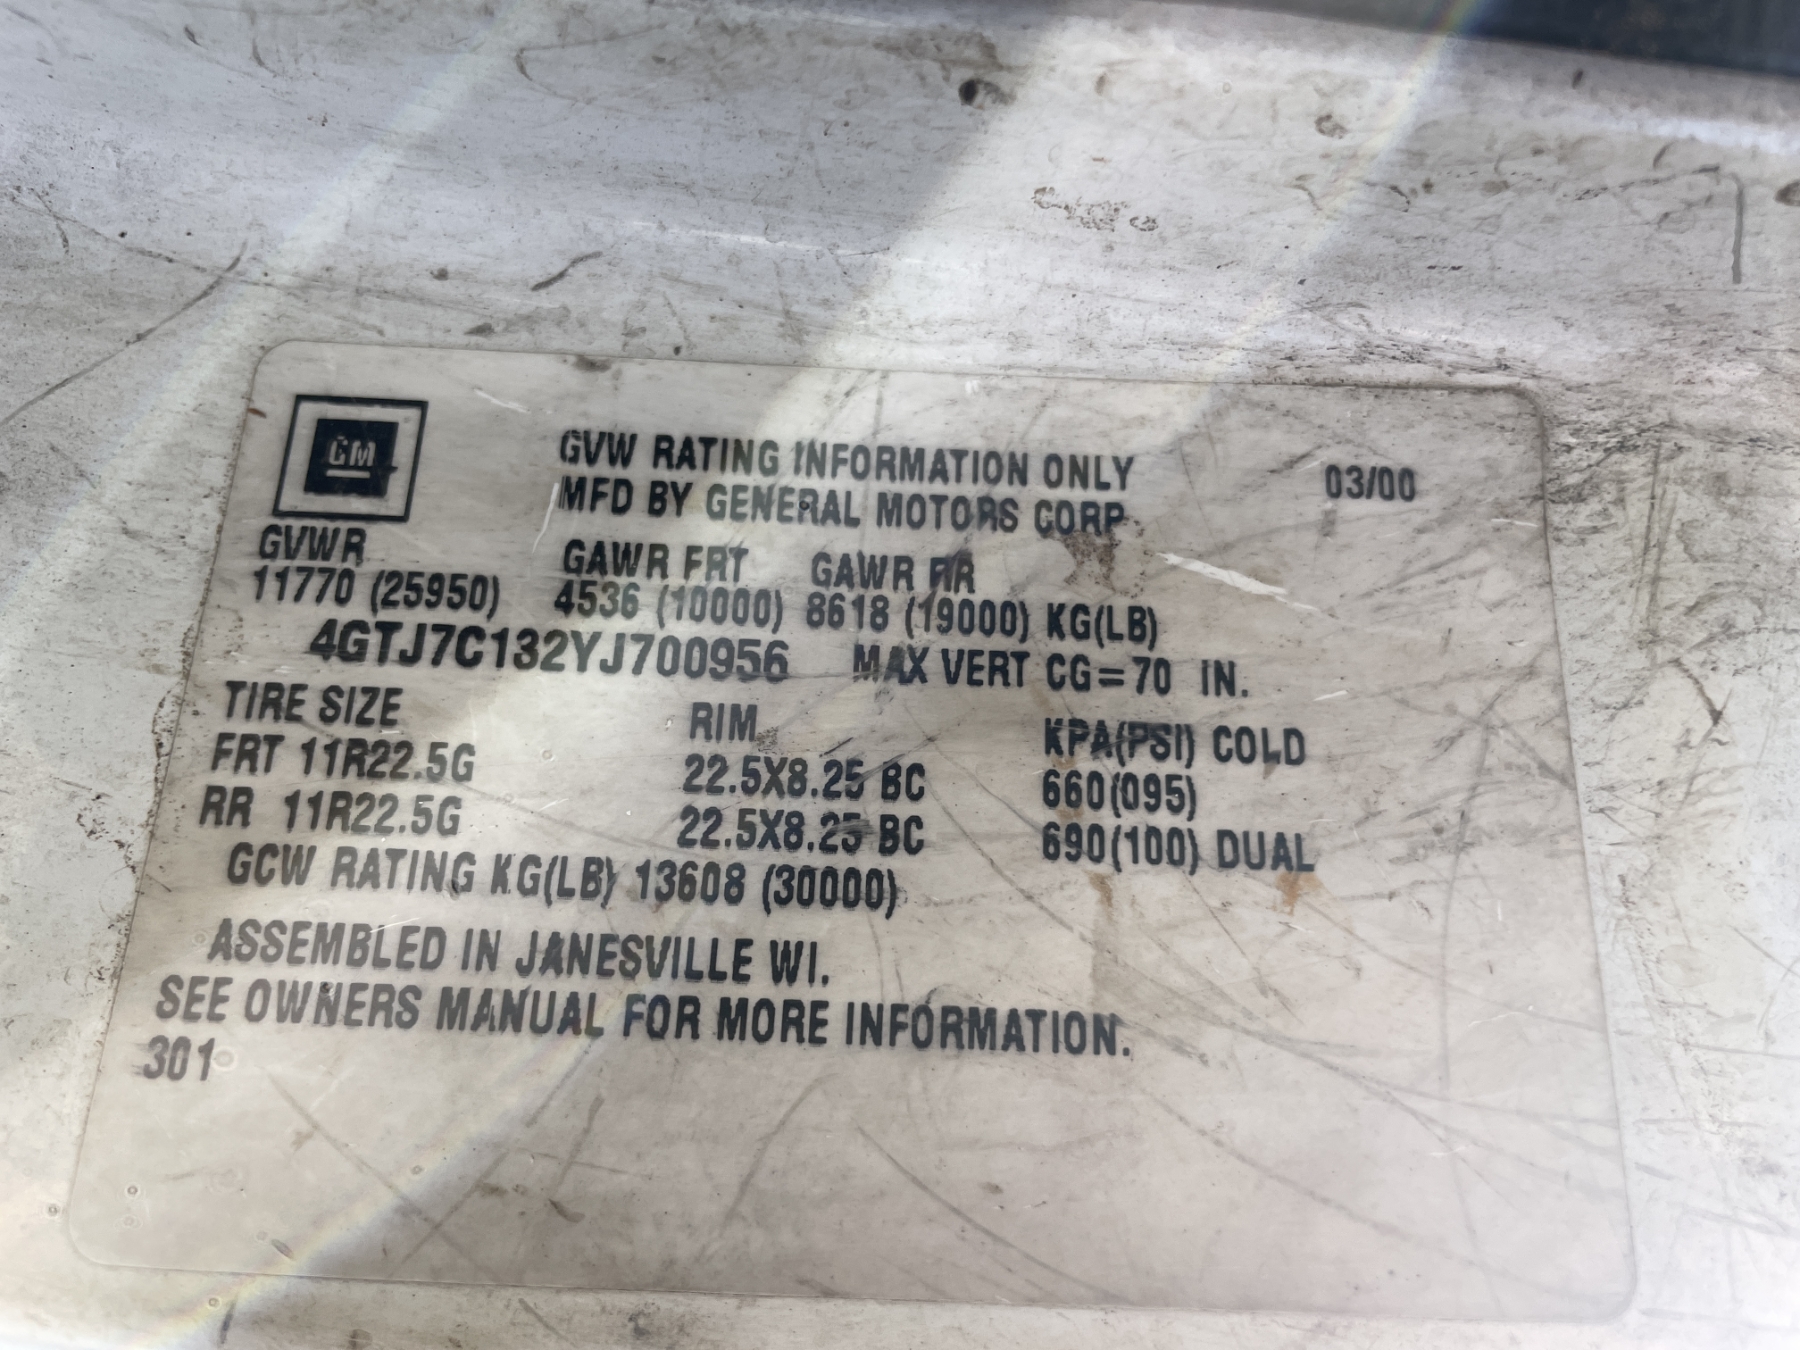 GM
GVW RATING INFORMATION ONLY 03/00
MFD BY GENERAL MOTORS CORP
GVWR GAWR FRT GAWR RR
11770 (25950) 4536 (10000) 8618 (19000) KG(LB)
4GTJ7C132YJ700956 MAX VERT CG=70 IN.
TIRE SIZE RIM KPA(PSI) COLD
FRT 11R22.5G 22.5X8.25 BC 660(095)
RR 11R22.5G 22.5X8.25 BC 690(100) DUAL
GCW RATING KG(LB) 13608 (30000)
ASSEMBLED IN JANESVILLE WI.
SEE OWNERS MANUAL FOR MORE INFORMATION.
301